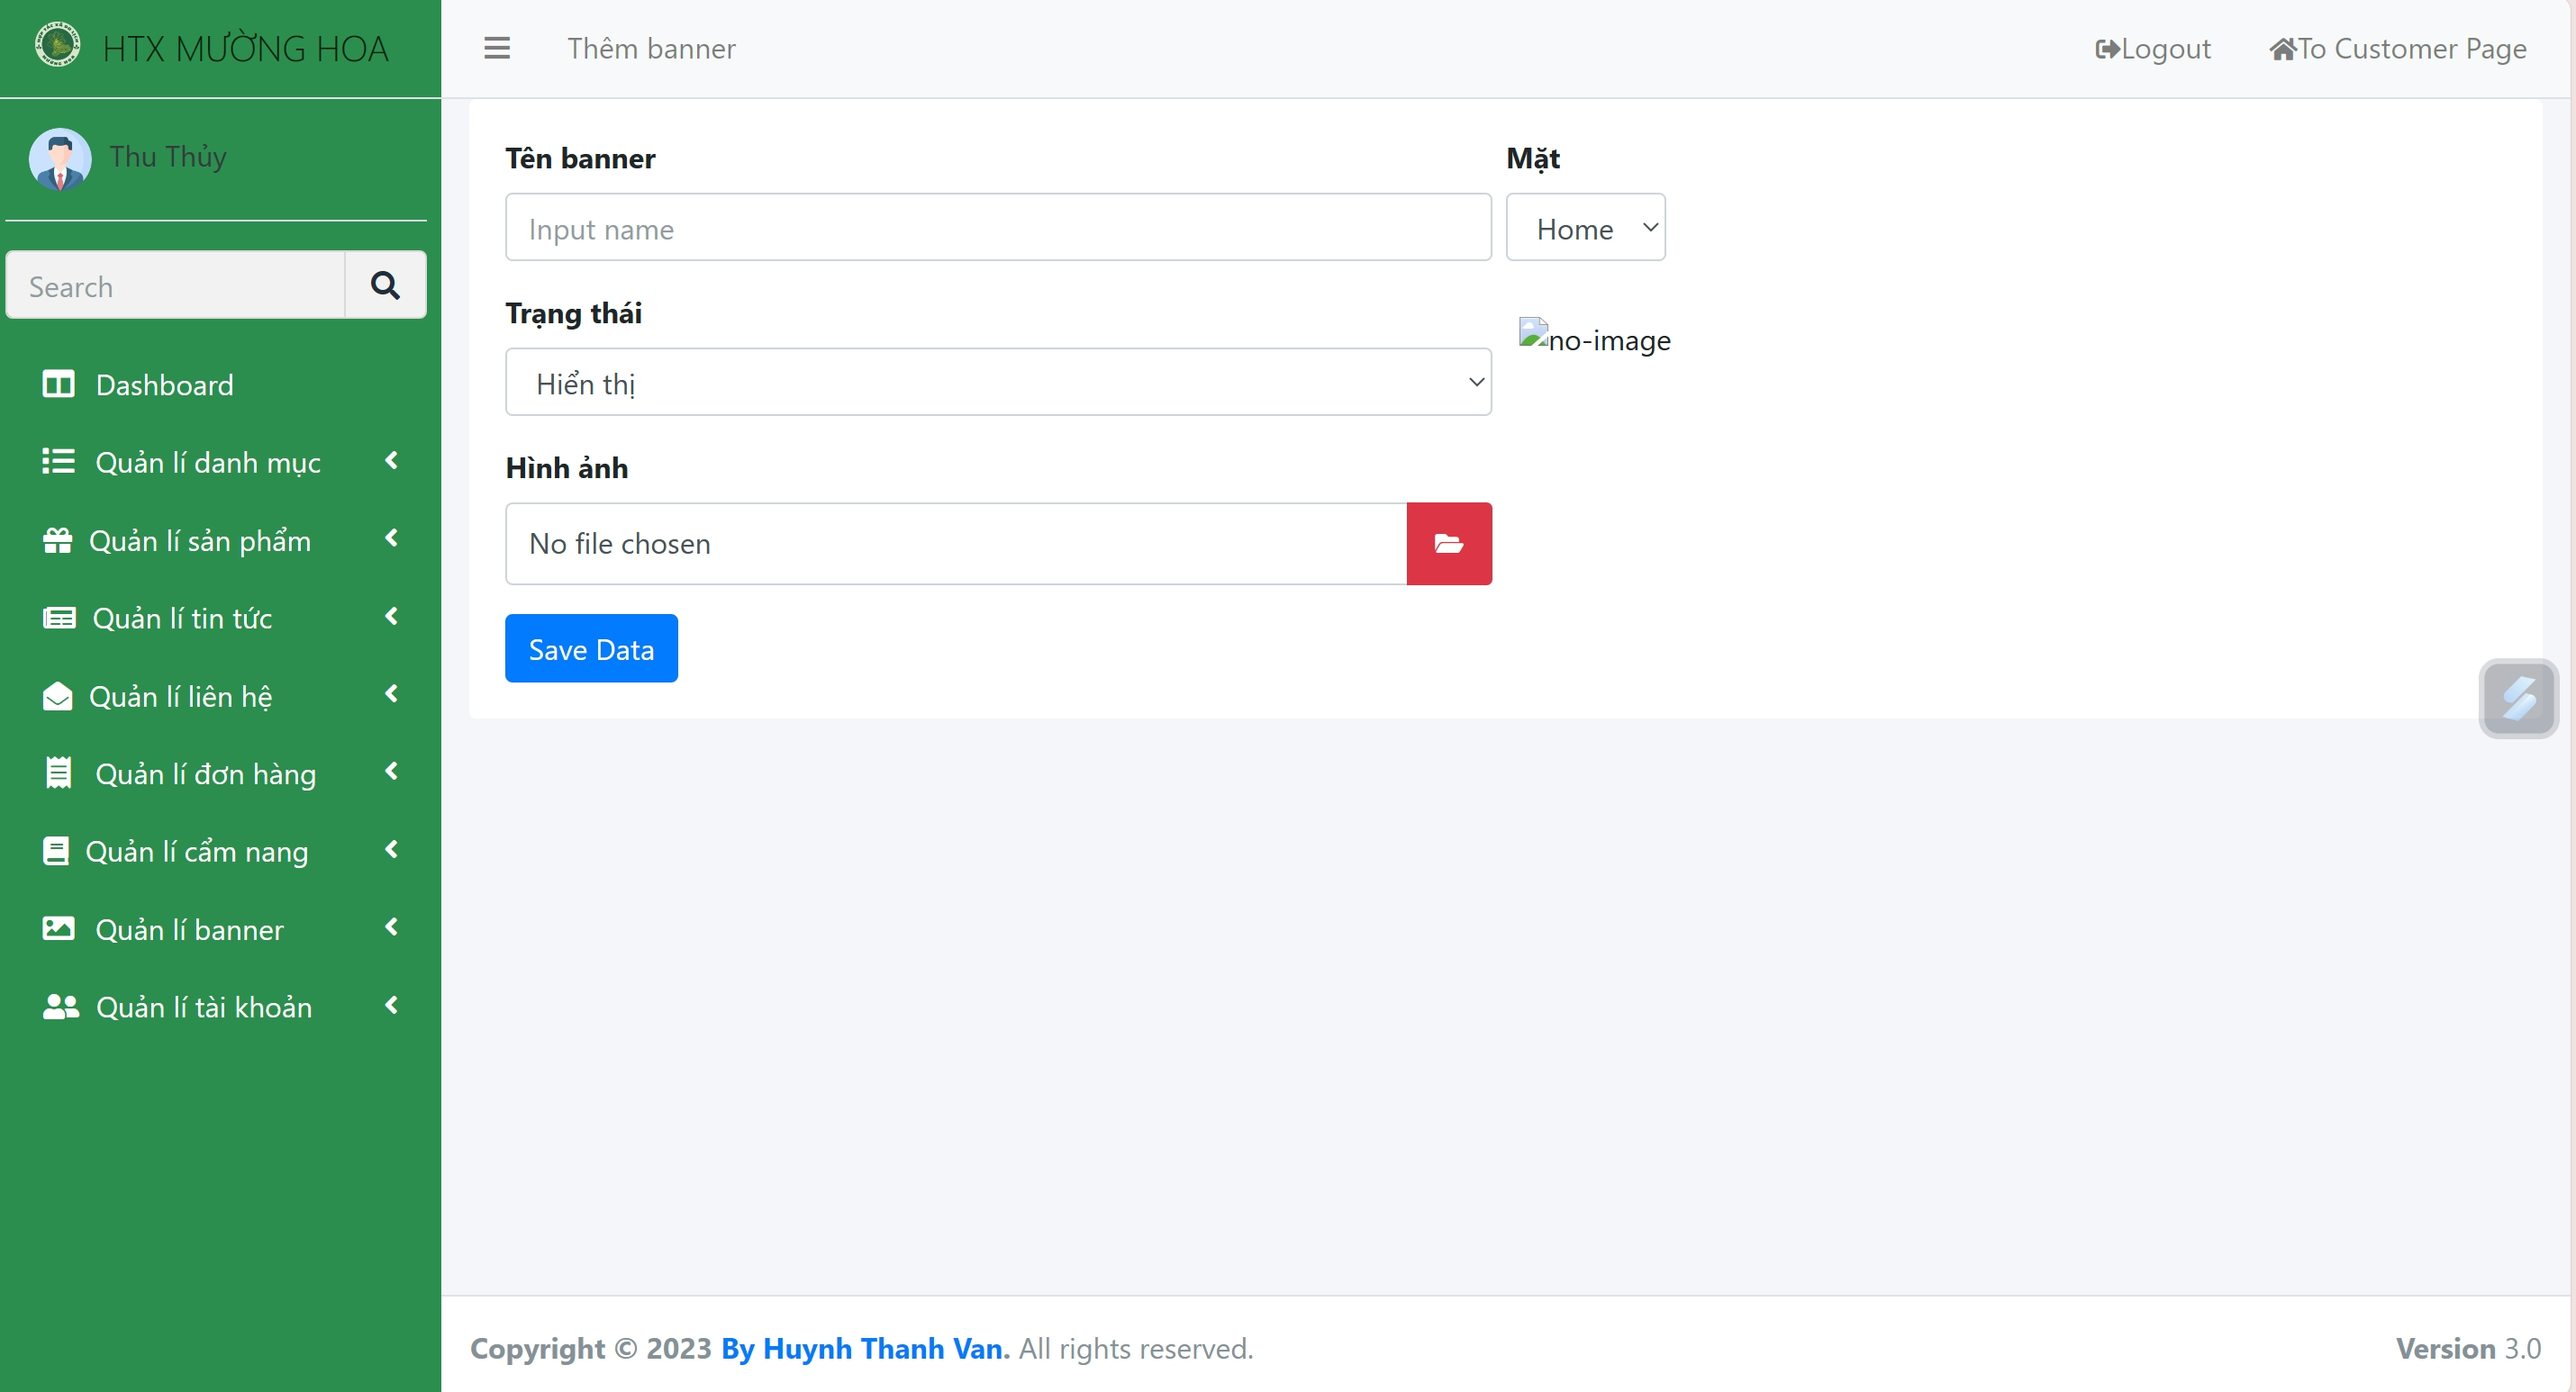 HTX MƯỜNG HOA
Thêm banner
Logout
To Customer Page
Thu Thủy
Search
Dashboard
Quản lí danh mục
Quản lí sản phẩm
Quản lí tin tức
Quản lí liên hệ
Quản lí đơn hàng
Quản lí cẩm nang
Quản lí banner
Quản lí tài khoản
Tên banner
Mặt
Input name
Home
Trạng thái
no-image
Hiển thị
Hình ảnh
No file chosen
Save Data
Copyright © 2023 By Huynh Thanh Van. All rights reserved.
Version 3.0